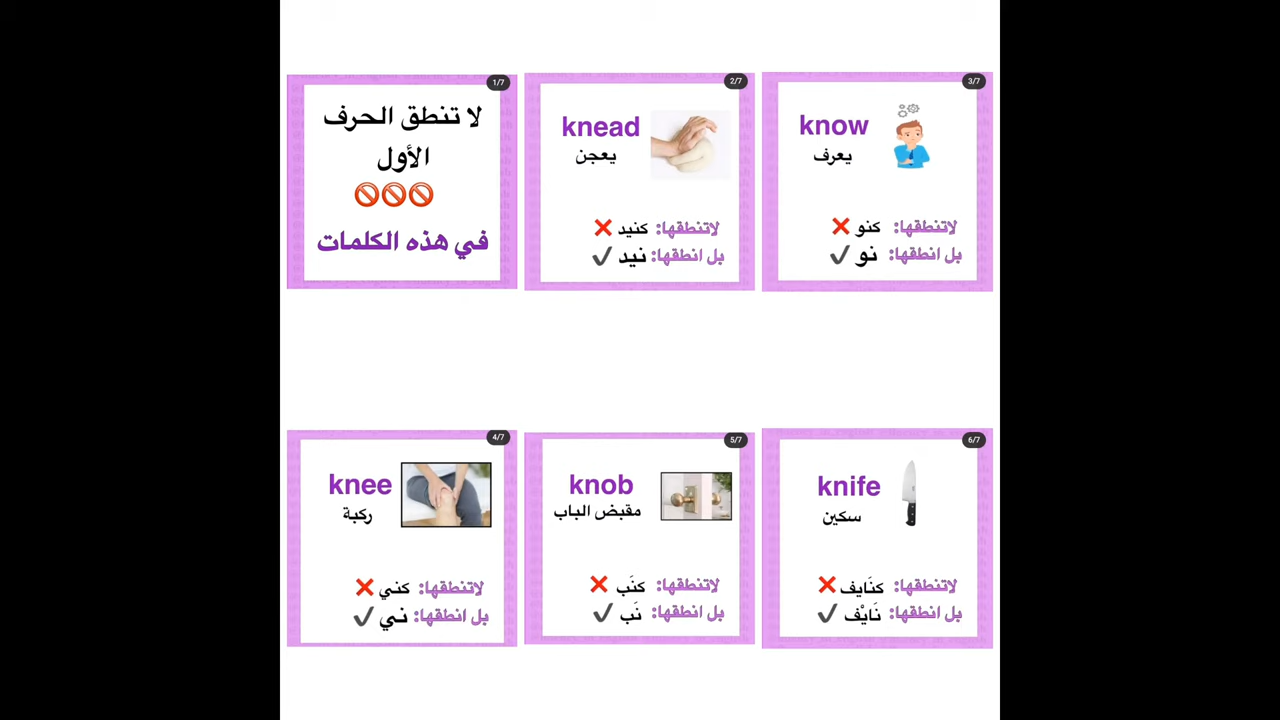 1/7
لا تنطق الحرف
الأول
🚫🚫🚫
في هذه الكلمات
2/7
knead
يعجن
لاتنطقها: كنيد ❌
بل انطقها: نيد ✔
3/7
know
يعرف
لاتنطقها: كنو ❌
بل انطقها: نو ✔
4/7
knee
ركبة
لاتنطقها: كني ❌
بل انطقها: ني ✔
5/7
knob
مقبض الباب
لاتنطقها: كنَب ❌
بل انطقها: نَب ✔
6/7
knife
سكين
لاتنطقها: كنَايف ❌
بل انطقها: نَايْف ✔